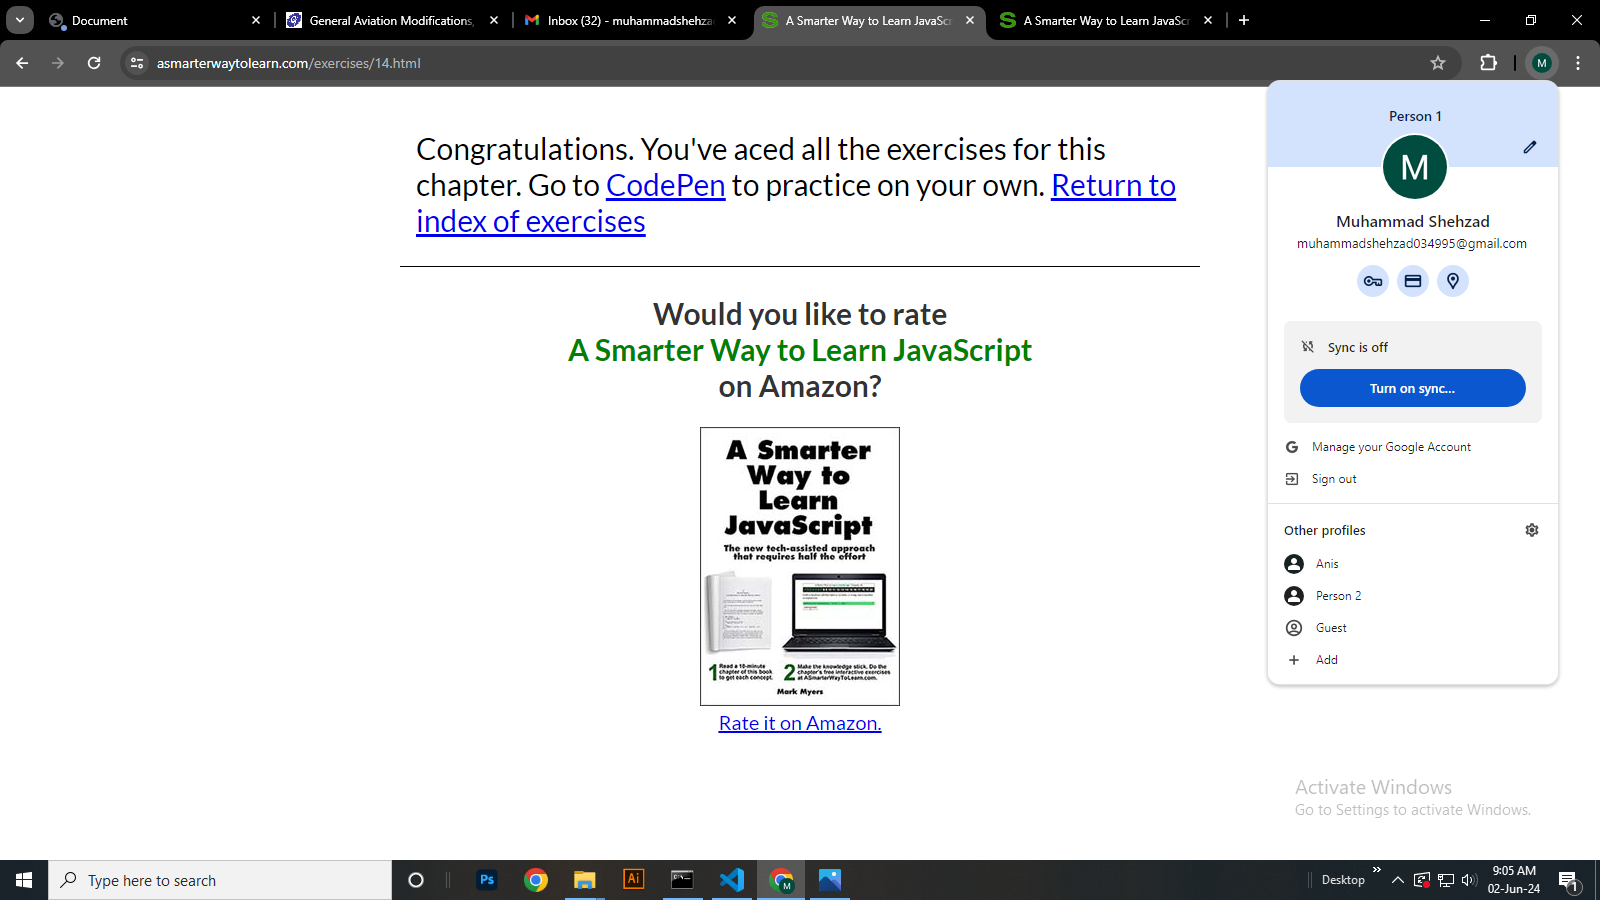 Document
General Aviation Modifications,
Inbox (32) - muhammadshehza
A Smarter Way to Learn JavaSc
A Smarter Way to Learn JavaSc
asmarterwaytolearn.com/exercises/14.html
M
Congratulations. You've aced all the exercises for this
chapter. Go to CodePen to practice on your own. Return to
index of exercises
Would you like to rate
A Smarter Way to Learn JavaScript
on Amazon?
A Smarter
Way to
Learn
JavaScript
The new tech-assisted approach
that requires half the effort
1 Read a 10-minute
chapter of this book
to get each concept.
2 Make the knowledge stick. Do the
chapter's free interactive exercises
at ASmarterWayToLearn.com.
Mark Myers
Rate it on Amazon.
Person 1
M
Muhammad Shehzad
muhammadshehzad034995@gmail.com
Sync is off
Turn on sync...
Manage your Google Account
Sign out
Other profiles
Anis
Person 2
Guest
Add
Activate Windows
Go to Settings to activate Windows.
Type here to search
Ps
Ai
M
Desktop
9:05 AM
02-Jun-24
1